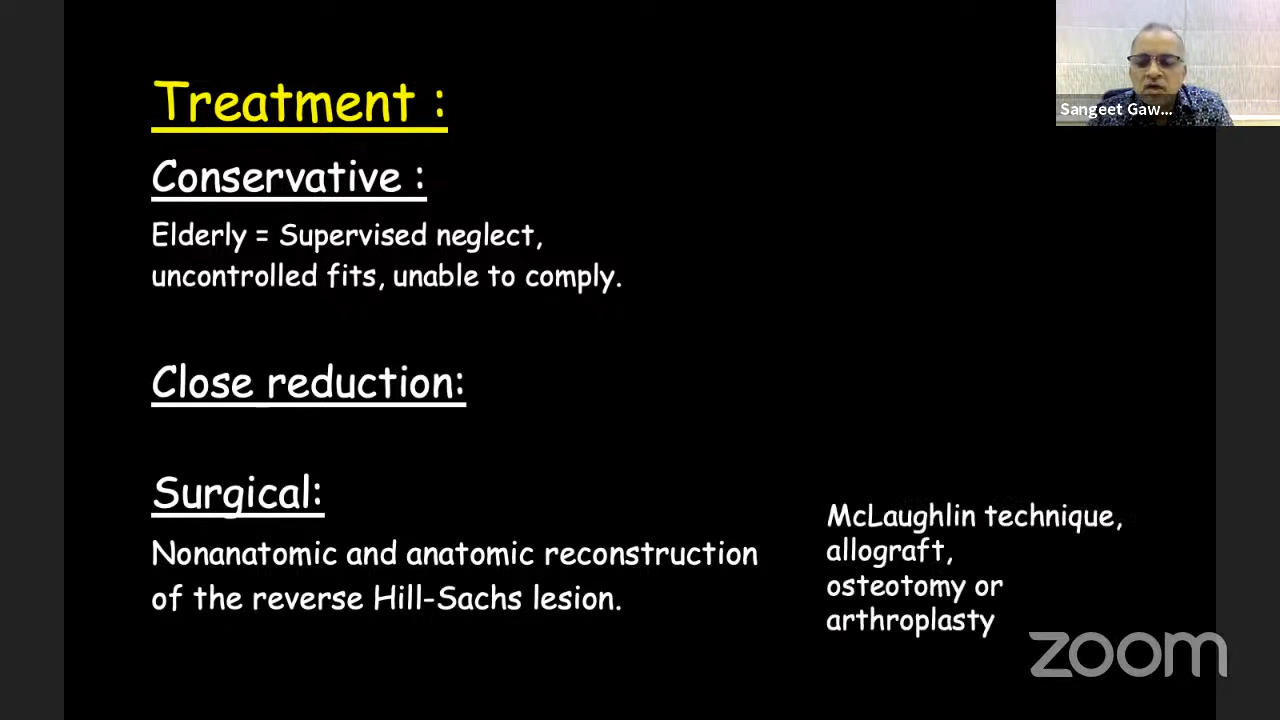 Treatment :
Sangeet Gaw...
Conservative :
Elderly = Supervised neglect,
uncontrolled fits, unable to comply.
Close reduction:
Surgical:
Nonanatomic and anatomic reconstruction
of the reverse Hill-Sachs lesion.
McLaughlin technique,
allograft,
osteotomy or
arthroplasty
zoom